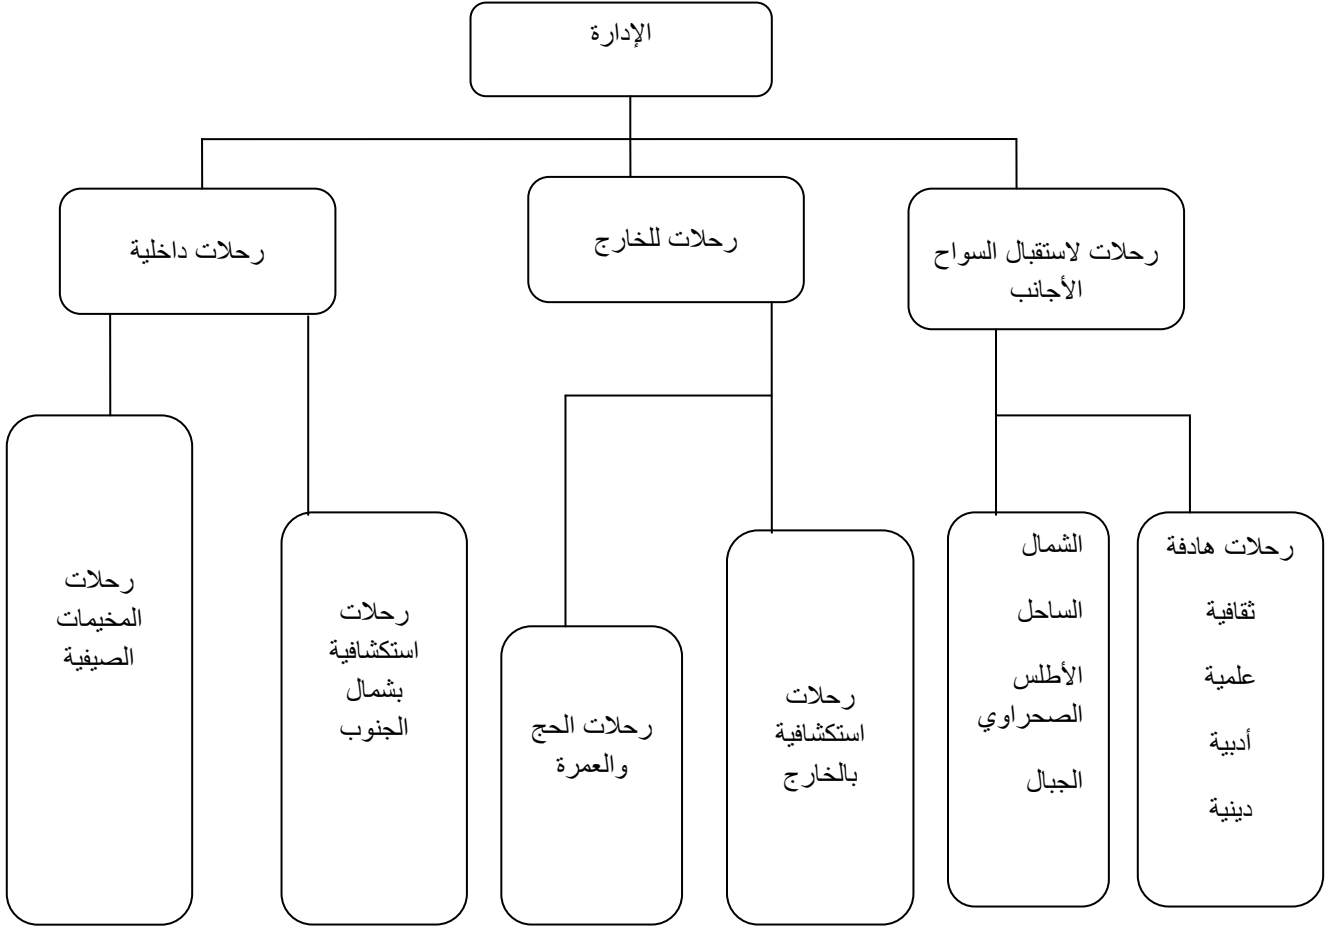 الإدارة
رحلات لاستقبال السواح
الأجانب
رحلات للخارج
رحلات داخلية
رحلات هادفة
ثقافية
علمية
أدبية
دينية
الشمال
الساحل
الأطلس
الصحراوي
الجبال
رحلات
استكشافية
بالخارج
رحلات الحج
والعمرة
رحلات
استكشافية
بشمال
الجنوب
رحلات
المخيمات
الصيفية